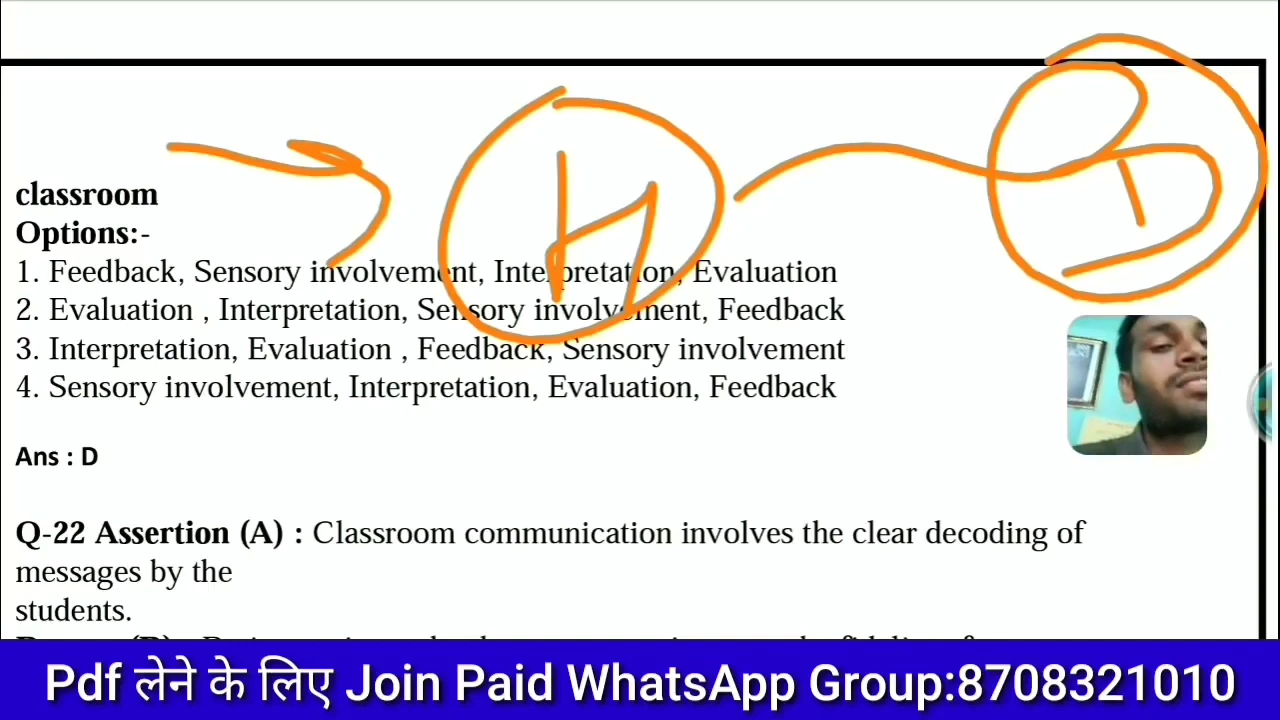 classroom
Options:-
1. Feedback, Sensory involvement, Interpretation, Evaluation
2. Evaluation , Interpretation, Sensory involvement, Feedback
3. Interpretation, Evaluation , Feedback, Sensory involvement
4. Sensory involvement, Interpretation, Evaluation, Feedback
Ans : D
Q-22 Assertion (A) : Classroom communication involves the clear decoding of
messages by the
students.
Pdf लेने के लिए Join Paid WhatsApp Group:8708321010